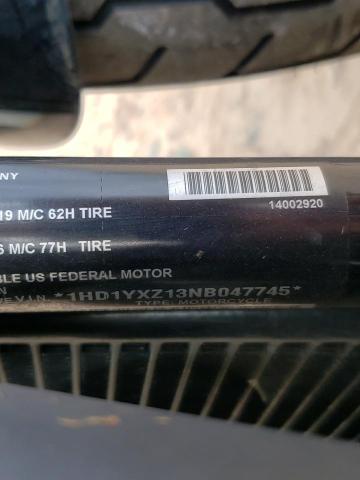 NY
14002920
19 M/C 62H TIRE
6 M/C 77H TIRE
BLE US FEDERAL MOTOR
N
V.I.N. *1HD1YXZ13NB047745*
TYPE: MOTORCYCLE